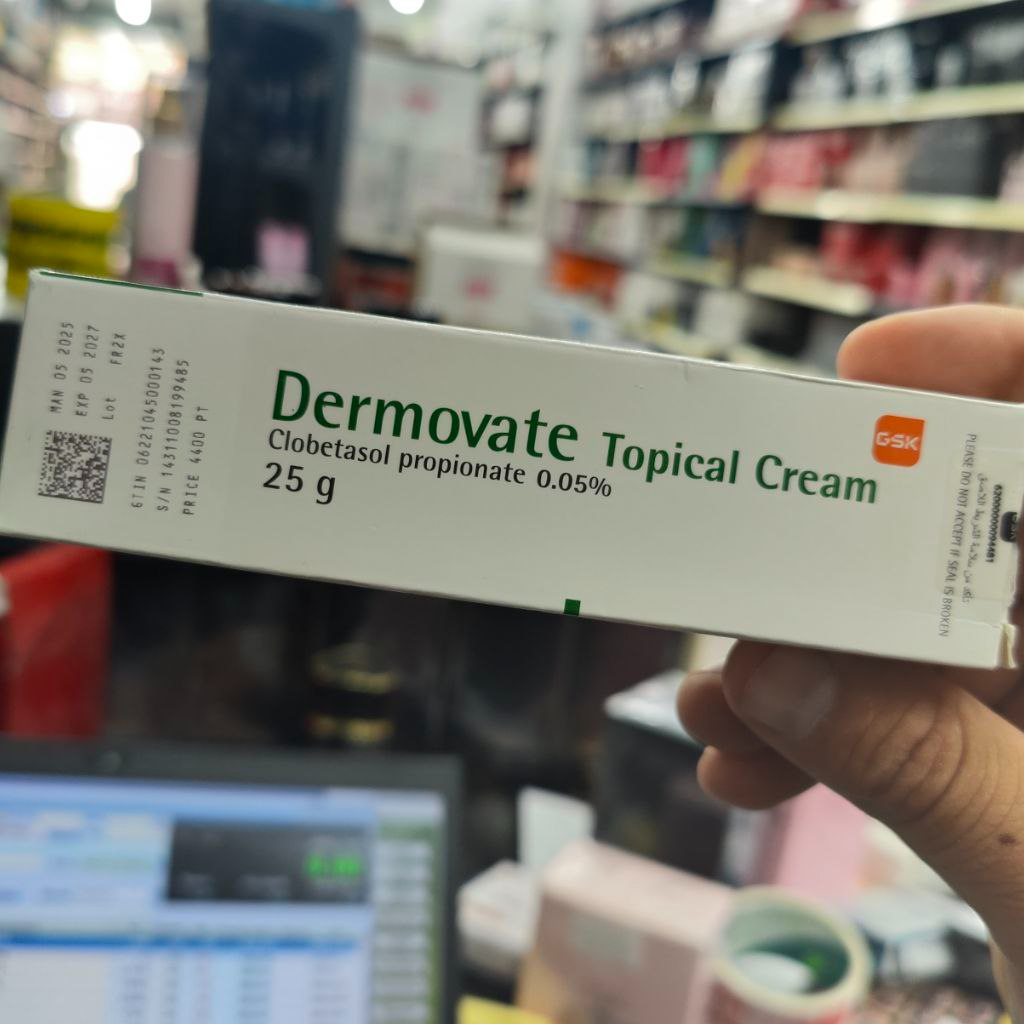 MAN 05 2025
EXP 05 2027
Lot FR2X
GTIN 06221045000143
S/N 14311008199485
PRICE 4400 PT
Dermovate Topical Cream
Clobetasol propionate 0.05%
25 g
GSK
PLEASE DO NOT ACCEPT IF SEAL IS BROKEN